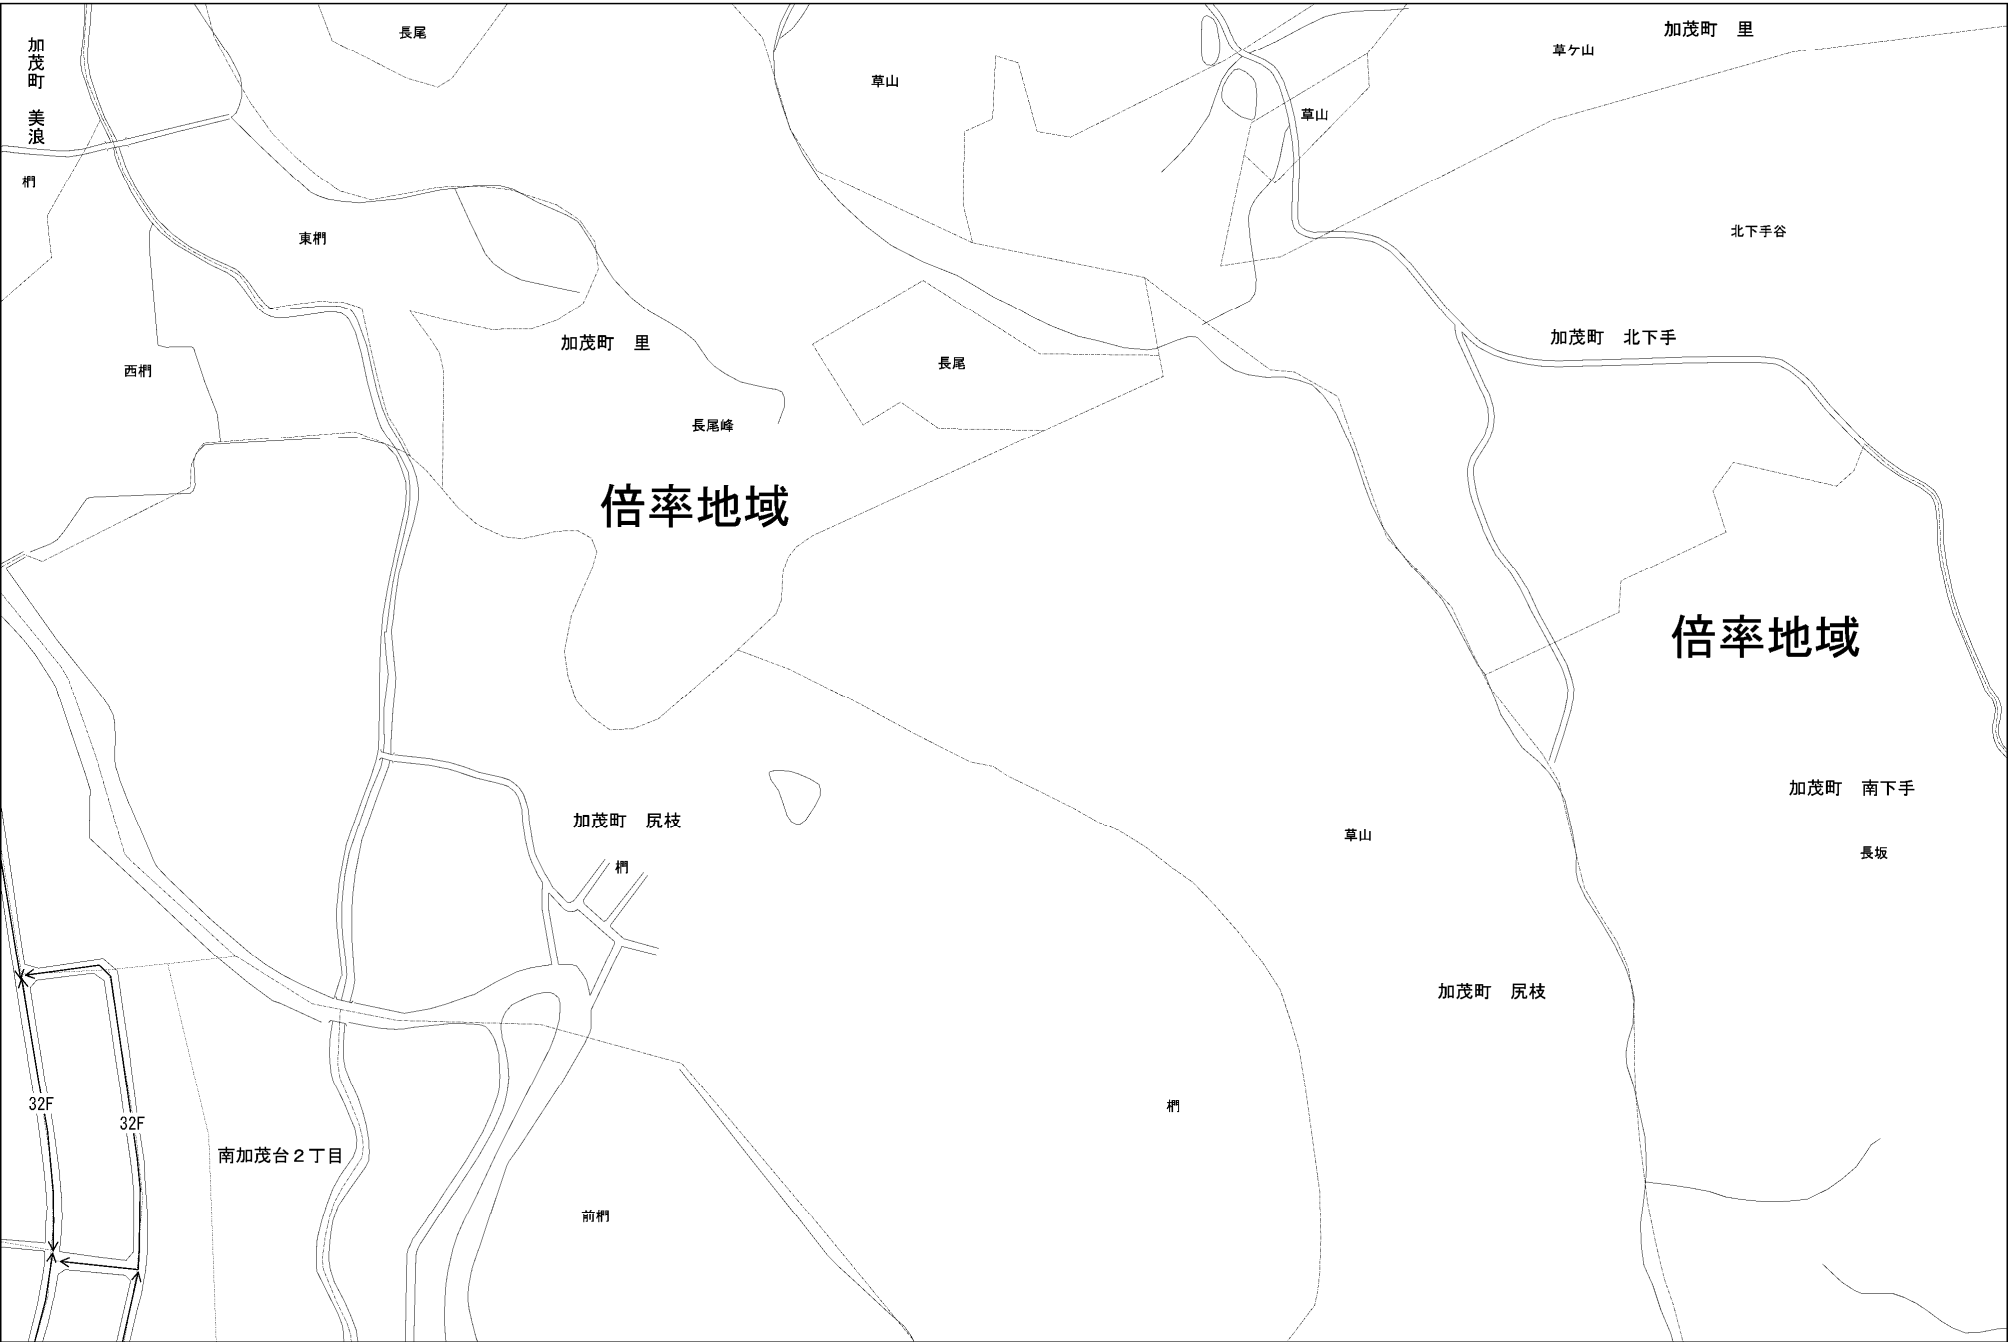 加茂町　美浪
長尾
加茂町　里
草ケ山
草山
草山
椚
東椚
北下手谷
加茂町　里
加茂町　北下手
長尾
西椚
長尾峰
倍率地域
倍率地域
加茂町　南下手
加茂町　尻枝
草山
長坂
椚
加茂町　尻枝
32F
32F
椚
南加茂台２丁目
前椚